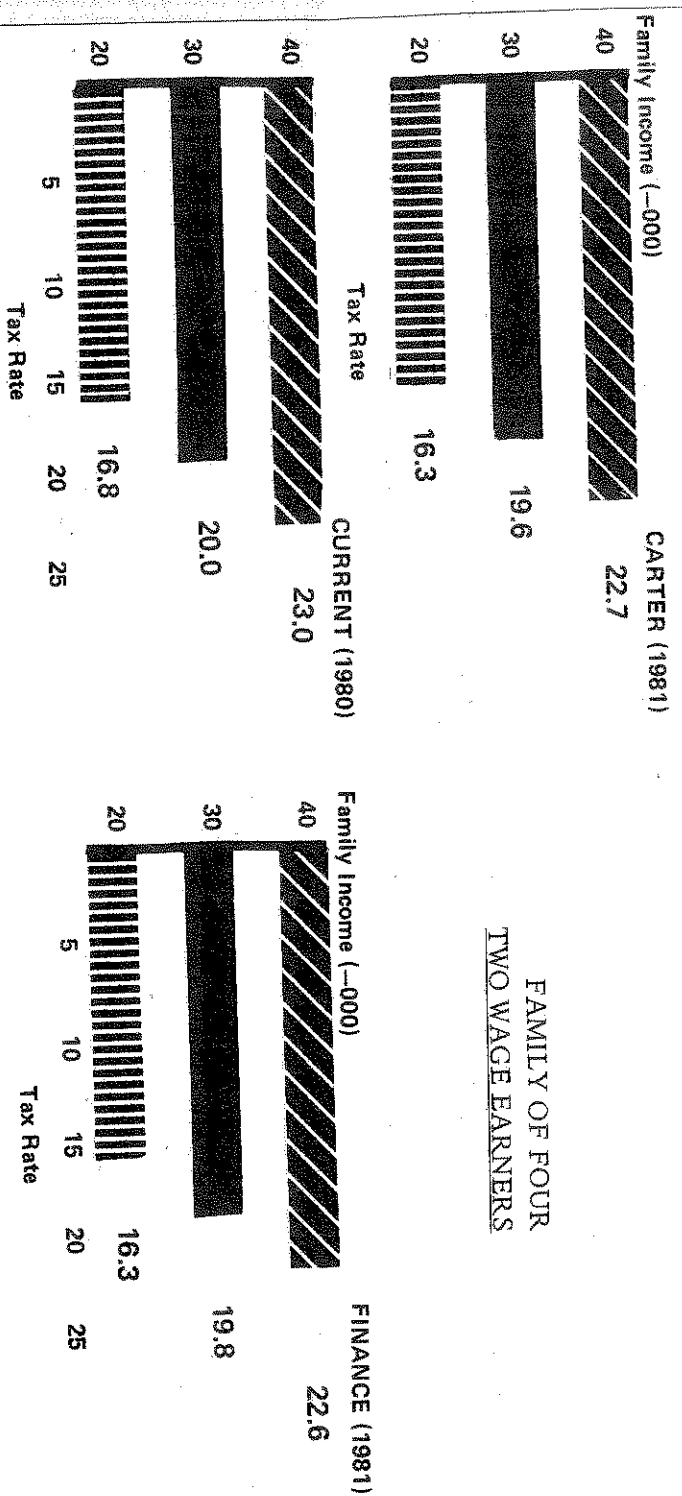 FAMILY OF FOUR
TWO WAGE EARNERS
CARTER (1981)
Family Income (—000)
40
22.7
30
19.6
20
16.3
Tax Rate
CURRENT (1980)
40
23.0
30
20.0
20
16.8
5
10
15
20
25
Tax Rate
FINANCE (1981)
Family Income (—000)
40
22.6
30
19.8
20
16.3
5
10
15
20
25
Tax Rate